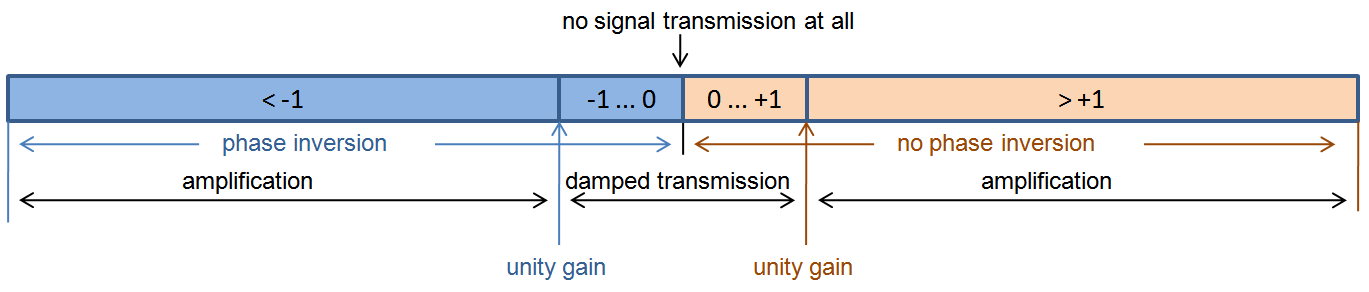 no signal transmission at all
< -1
-1 ... 0
0 ... +1
> +1
phase inversion
no phase inversion
amplification
damped transmission
amplification
unity gain
unity gain